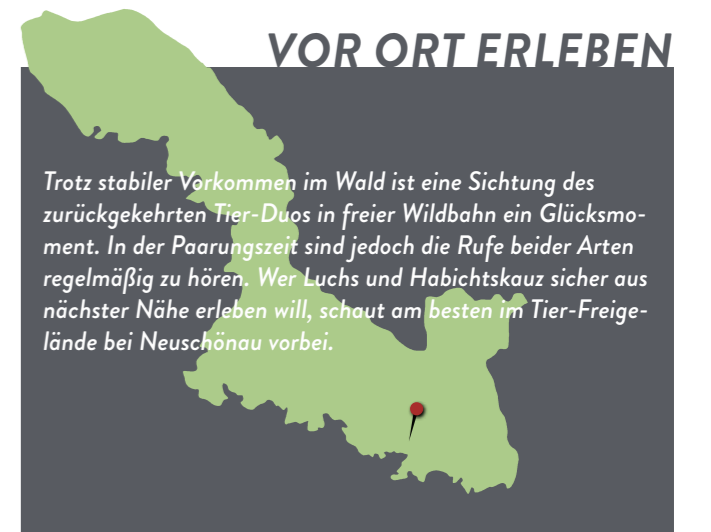 VOR ORT ERLEBEN
Trotz stabiler Vorkommen im Wald ist eine Sichtung des
zurückgekehrten Tier-Duos in freier Wildbahn ein Glücksmo-
ment. In der Paarungszeit sind jedoch die Rufe beider Arten
regelmäßig zu hören. Wer Luchs und Habichtskauz sicher aus
nächster Nähe erleben will, schaut am besten im Tier-Freige-
lände bei Neuschönau vorbei.